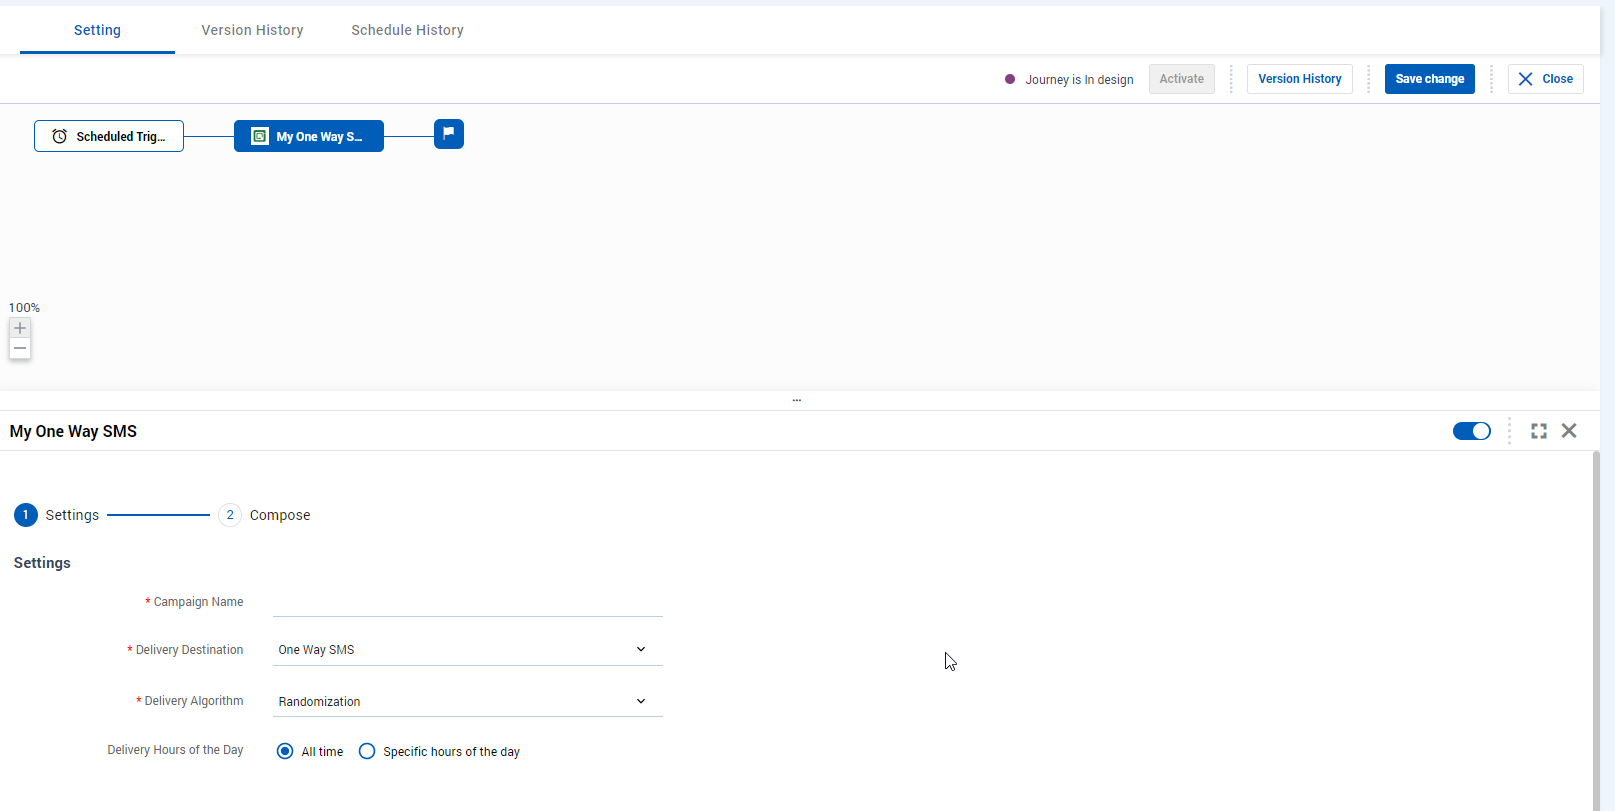 Setting Version History Schedule History
Journey is In design Activate Version History Save change Close
Scheduled Trig... My One Way S...
100%
...
My One Way SMS
1 Settings 2 Compose
Settings
* Campaign Name
* Delivery Destination One Way SMS
* Delivery Algorithm Randomization
Delivery Hours of the Day All time Specific hours of the day